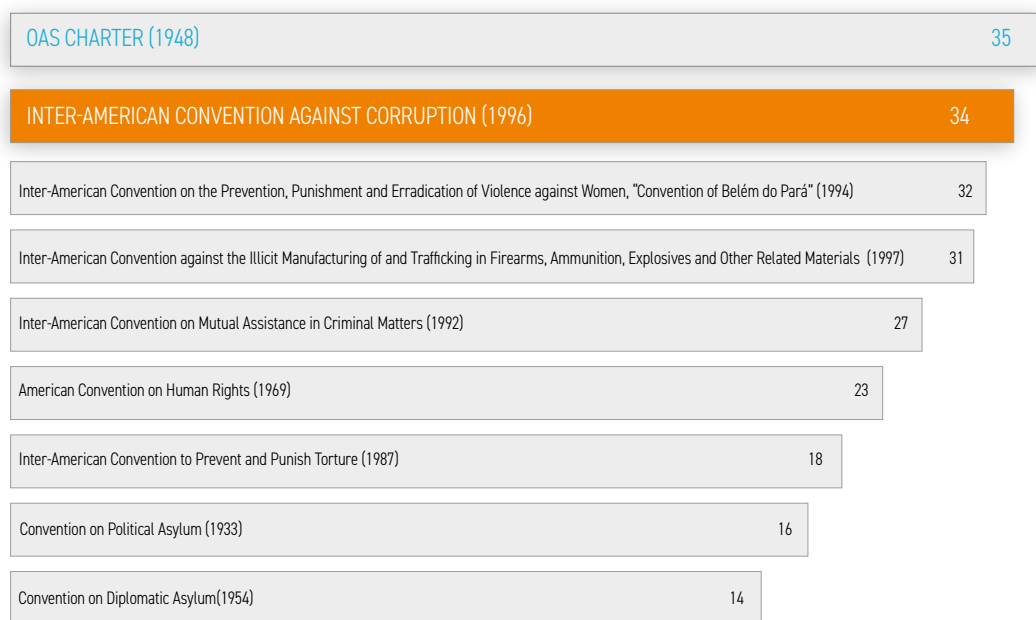 OAS CHARTER (1948) 35
INTER-AMERICAN CONVENTION AGAINST CORRUPTION (1996) 34
Inter-American Convention on the Prevention, Punishment and Erradication of Violence against Women, “Convention of Belém do Pará” (1994) 32
Inter-American Convention against the Illicit Manufacturing of and Trafficking in Firearms, Ammunition, Explosives and Other Related Materials (1997) 31
Inter-American Convention on Mutual Assistance in Criminal Matters (1992) 27
American Convention on Human Rights (1969) 23
Inter-American Convention to Prevent and Punish Torture (1987) 18
Convention on Political Asylum (1933) 16
Convention on Diplomatic Asylum(1954) 14